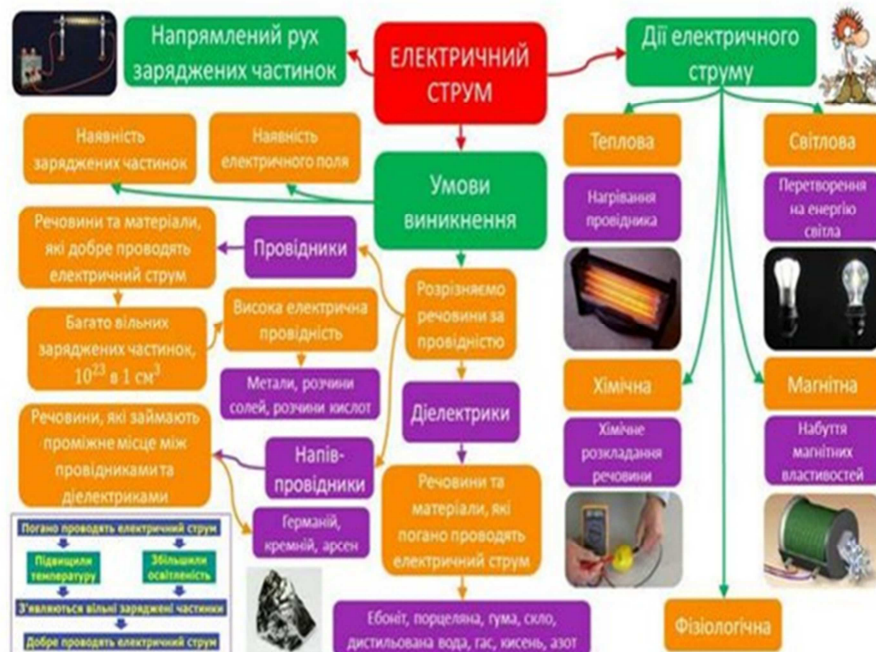 Напрямлений рух
заряджених частинок
ЕЛЕКТРИЧНИЙ
СТРУМ
Дії електричного
струму
Наявність
заряджених частинок
Наявність
електричного поля
Умови
виникнення
Теплова
Світлова
Нагрівання
провідника
Перетворення
на енергію
світла
Речовини та матеріали,
які добре проводять
електричний струм
Провідники
Розрізняємо
речовини за
провідністю
Багато вільних
заряджених частинок,
10²³ в 1 см³
Висока електрична
провідність
Метали, розчини
солей, розчини кислот
Діелектрики
Хімічна
Магнітна
Хімічне
розкладання
речовини
Набуття
магнітних
властивостей
Речовини, які займають
проміжне місце між
провідниками та
діелектриками
Напів-
провідники
Германій,
кремній, арсен
Речовини та
матеріали, які
погано проводять
електричний струм
Погано проводять електричний струм
Підвищили
температуру
Збільшили
освітленість
З'являються вільні заряджені частинки
Добре проводять електричний струм
Ебоніт, порцеляна, гума, скло,
дистильована вода, гас, кисень, азот
Фізіологічна